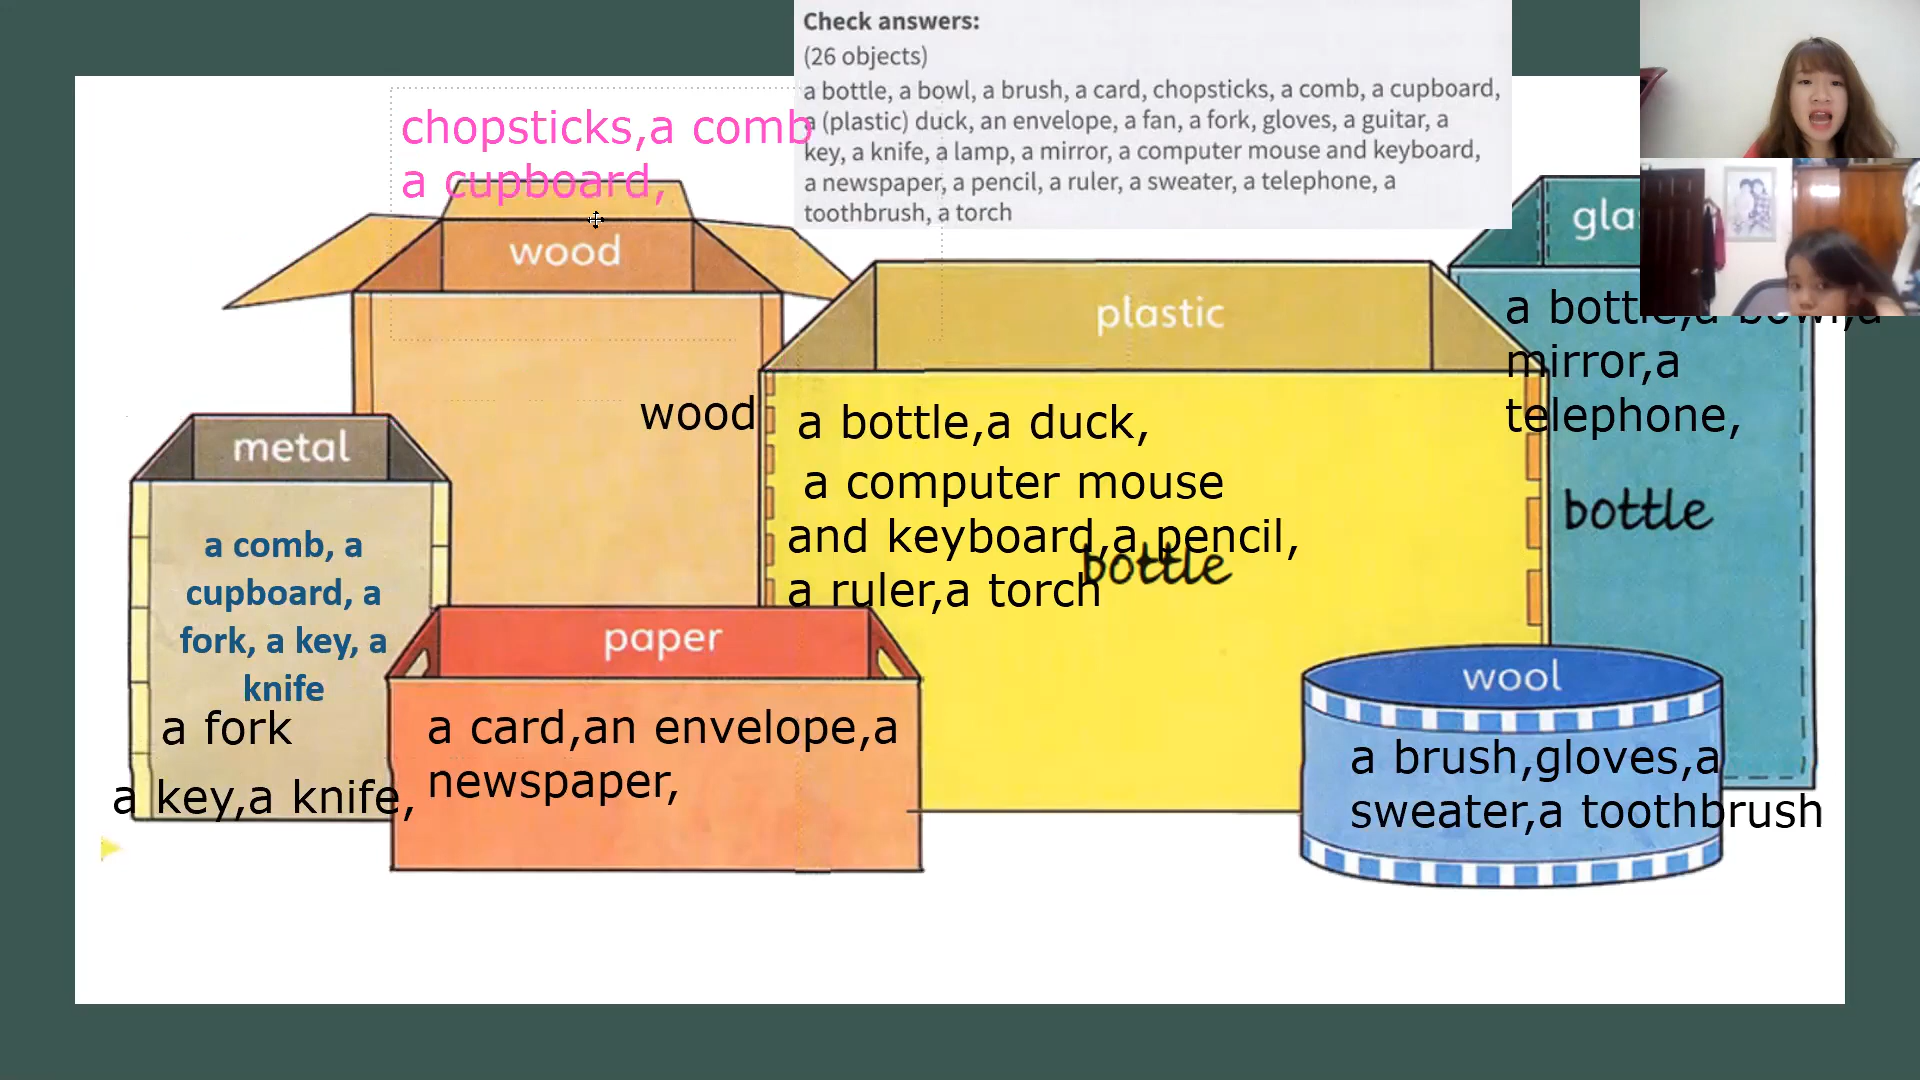 Check answers:
(26 objects)
a bottle, a bowl, a brush, a card, chopsticks, a comb, a cupboard,
a (plastic) duck, an envelope, a fan, a fork, gloves, a guitar, a
key, a knife, a lamp, a mirror, a computer mouse and keyboard,
a newspaper, a pencil, a ruler, a sweater, a telephone, a
toothbrush, a torch
chopsticks,a comb
a cupboard,
wood
wood
plastic
a bottle,a duck,
a computer mouse
and keyboard,a pencil,
a ruler,a torch
bottle
a bottle,a bowl,a
mirror,a
telephone,
bottle
metal
a comb, a
cupboard, a
fork, a key, a
knife
a fork
a key,a knife,
paper
a card,an envelope,a
newspaper,
wool
a brush,gloves,a
sweater,a toothbrush